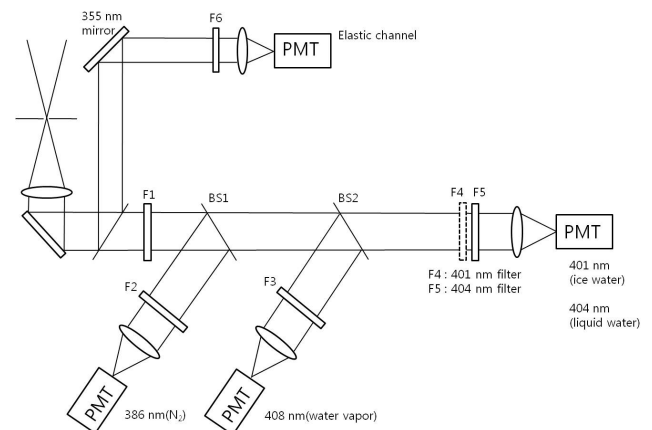 355 nm
mirror
F6
PMT
Elastic channel
F1
BS1
BS2
F4
F5
PMT
F4 : 401 nm filter
F5 : 404 nm filter
401 nm
(ice water)
404 nm
(liquid water)
F2
F3
PMT
386 nm(N₂)
PMT
408 nm(water vapor)